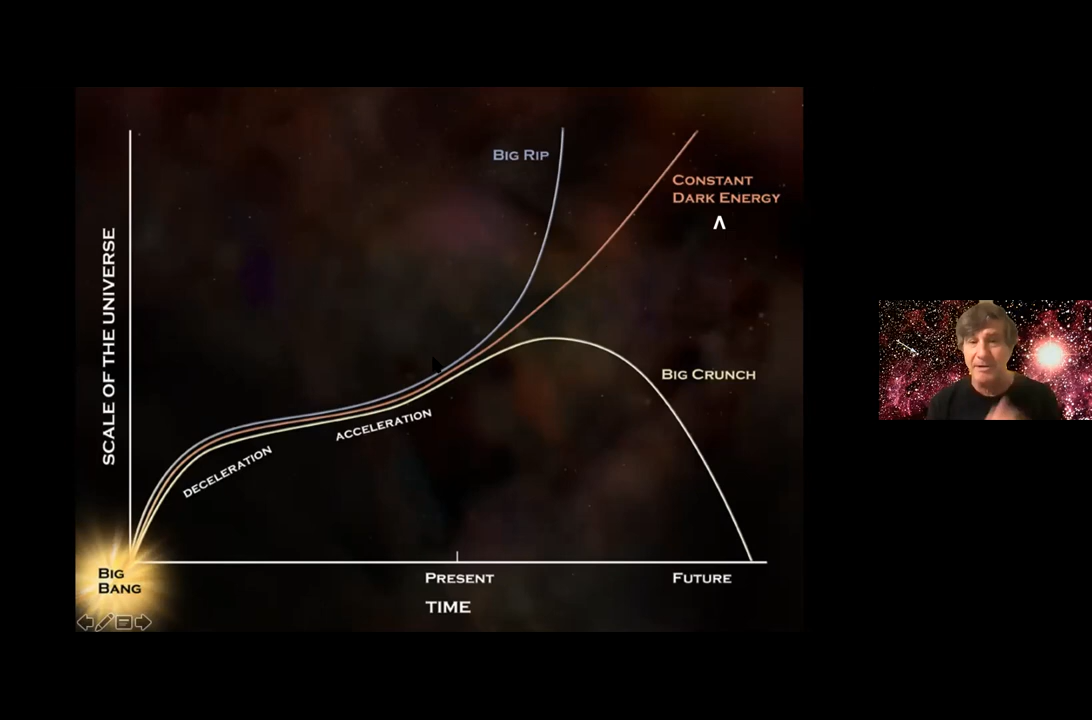 BIG RIP
CONSTANT
DARK ENERGY
Λ
SCALE OF THE UNIVERSE
BIG CRUNCH
ACCELERATION
DECELERATION
BIG
BANG
PRESENT
FUTURE
TIME